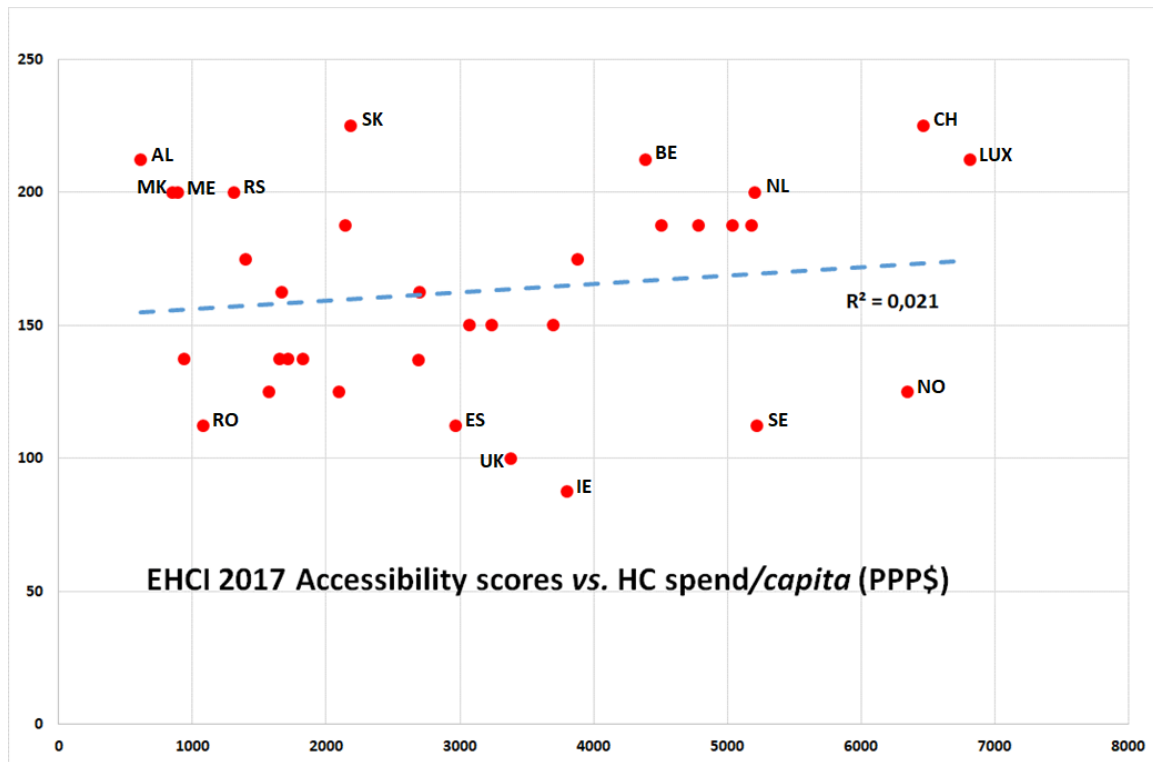 250
SK
CH
AL
BE
LUX
200
MK
ME
RS
NL
R² = 0,021
150
NO
RO
ES
SE
UK
100
IE
EHCI 2017 Accessibility scores vs. HC spend/capita (PPP$)
50
0
0 1000 2000 3000 4000 5000 6000 7000 8000